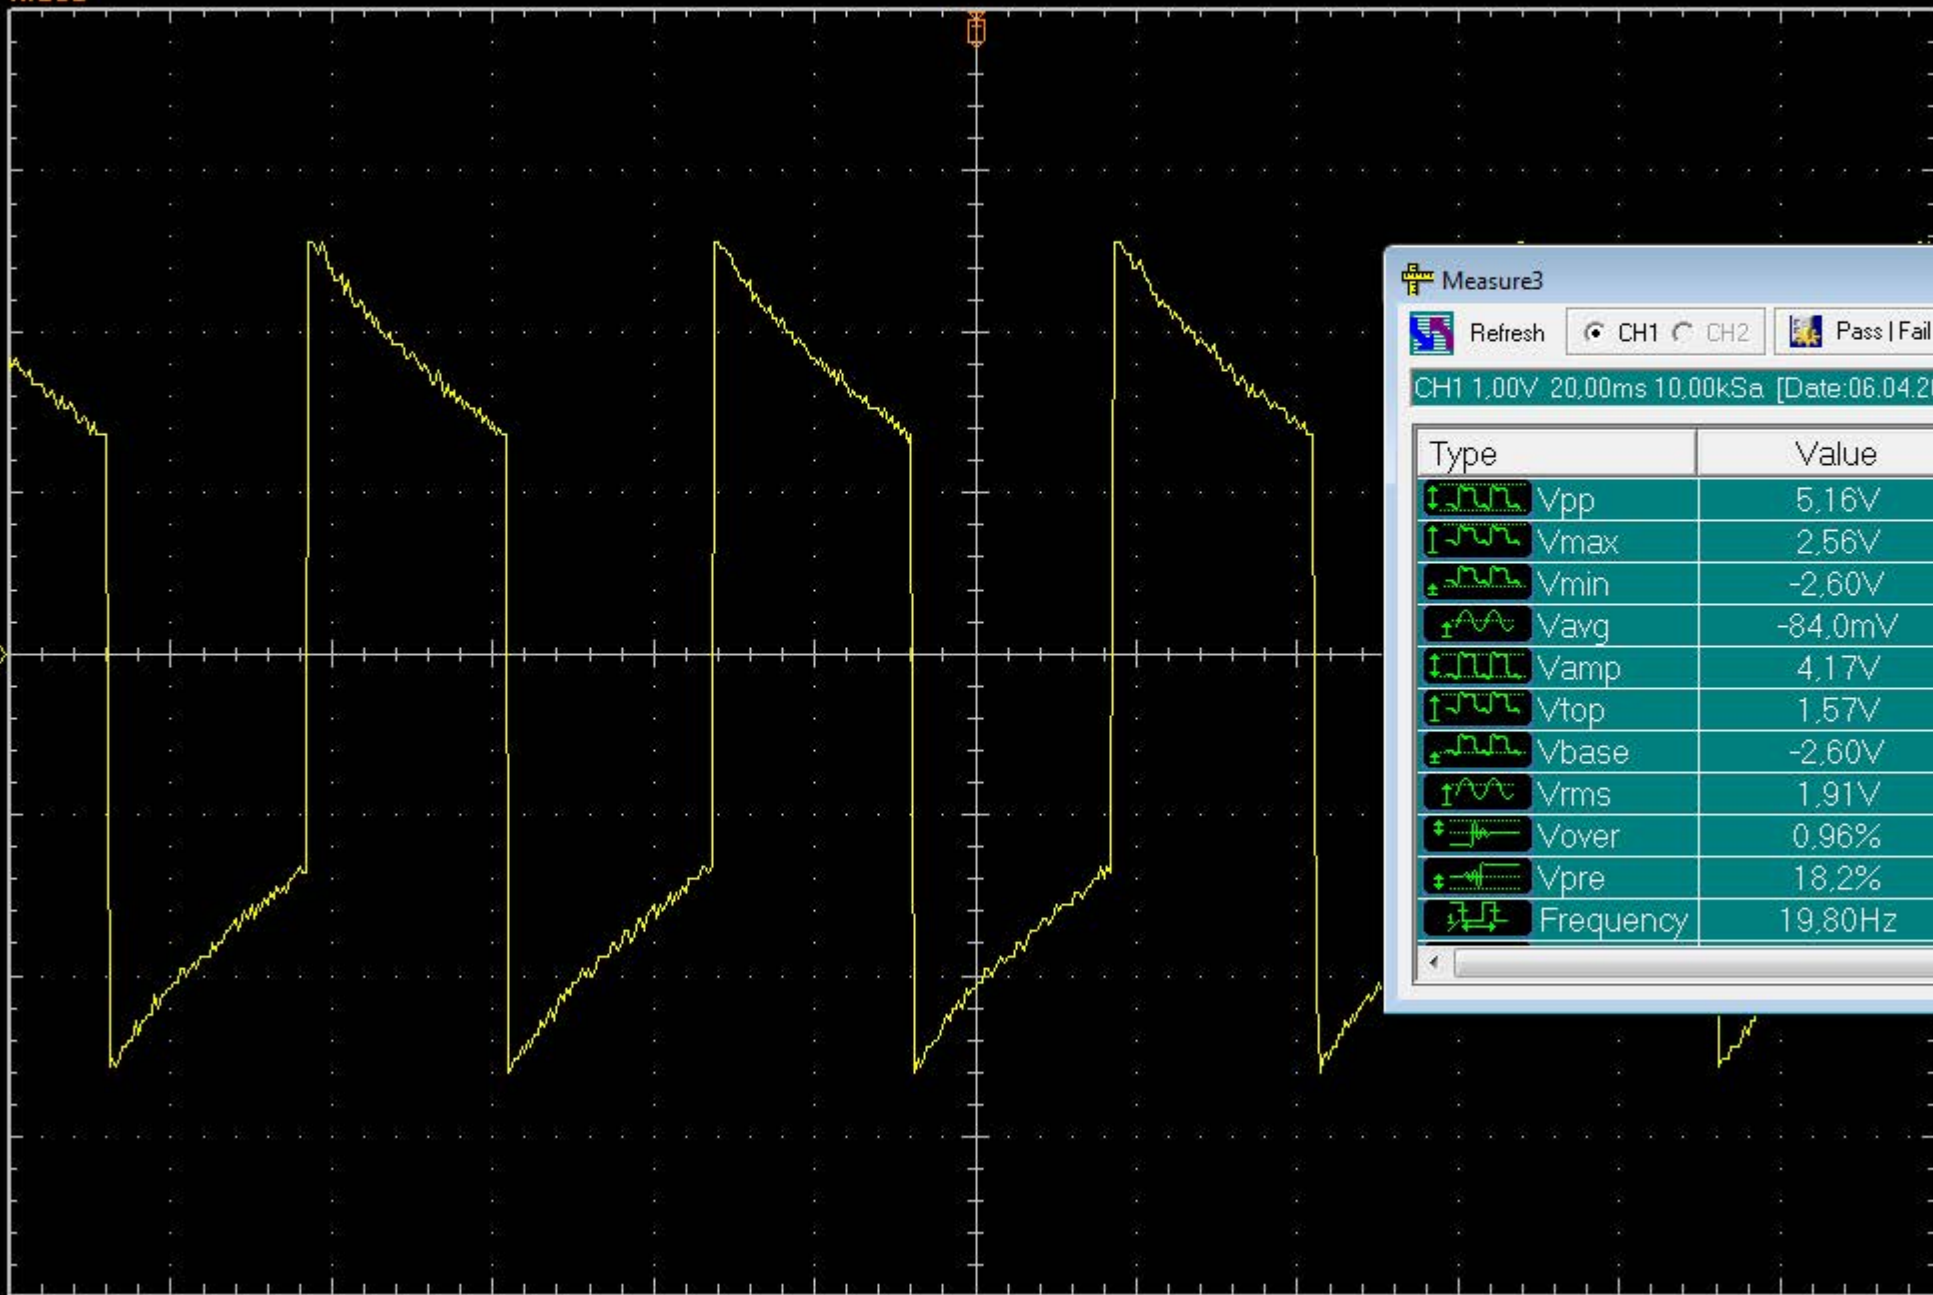 Measure3
Refresh CH1 CH2 Pass | Fail
CH1 1,00V 20,00ms 10,00kSa [Date:06.04.2
Type Value
Vpp 5,16V
Vmax 2,56V
Vmin -2,60V
Vavg -84,0mV
Vamp 4,17V
Vtop 1,57V
Vbase -2,60V
Vrms 1,91V
Vover 0,96%
Vpre 18,2%
Frequency 19,80Hz